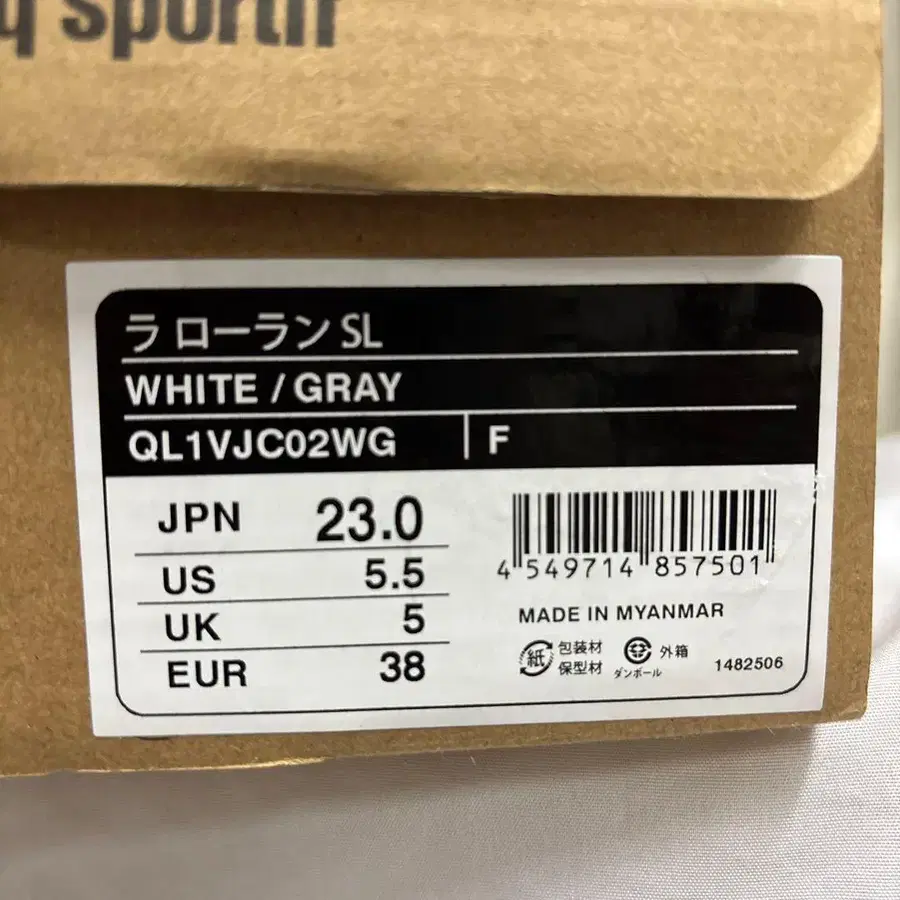 q sportif
ラ ローラン SL
WHITE / GRAY
QL1VJC02WG F
JPN 23.0
US 5.5
UK 5
EUR 38
4 549714 857501
MADE IN MYANMAR
紙 包装材
保型材
ダンボール
外箱
1482506